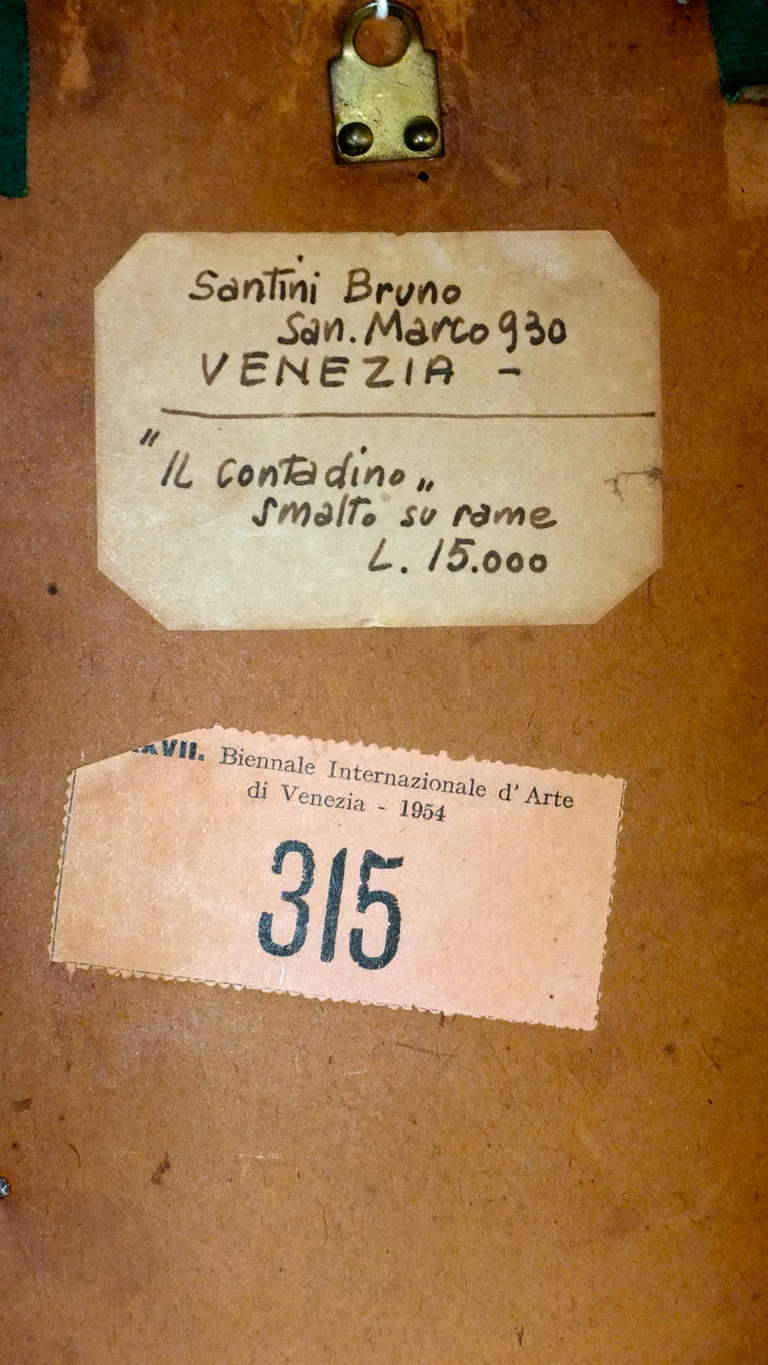 Santini Bruno
San. Marco 930
VENEZIA -
"IL contadino„
smalto su rame
L. 15.000
XVII. Biennale Internazionale d'Arte
di Venezia - 1954
315